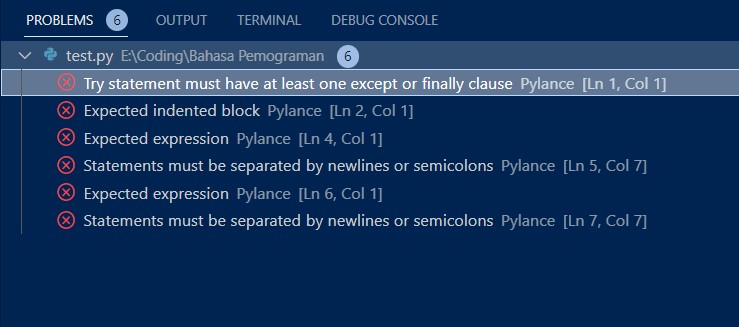 PROBLEMS 6 OUTPUT TERMINAL DEBUG CONSOLE
test.py E:\Coding\Bahasa Pemograman 6
Try statement must have at least one except or finally clause Pylance [Ln 1, Col 1]
Expected indented block Pylance [Ln 2, Col 1]
Expected expression Pylance [Ln 4, Col 1]
Statements must be separated by newlines or semicolons Pylance [Ln 5, Col 7]
Expected expression Pylance [Ln 6, Col 1]
Statements must be separated by newlines or semicolons Pylance [Ln 7, Col 7]